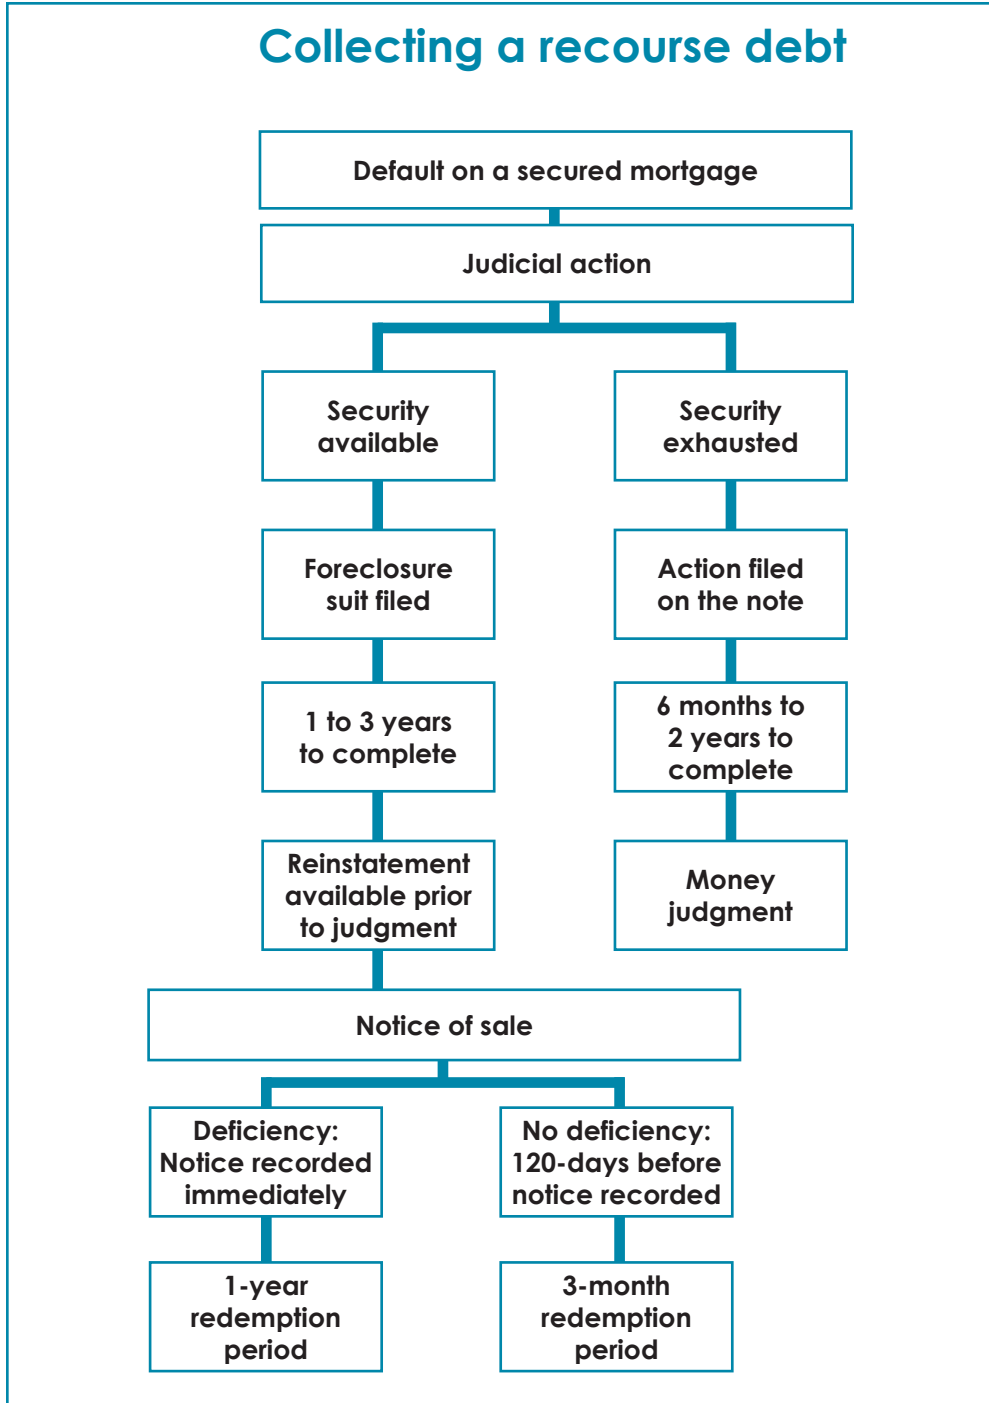 Collecting a recourse debt
Default on a secured mortgage
Judicial action
Security
available
Security
exhausted
Foreclosure
suit filed
Action filed
on the note
1 to 3 years
to complete
6 months to
2 years to
complete
Reinstatement
available prior
to judgment
Money
judgment
Notice of sale
Deficiency:
Notice recorded
immediately
No deficiency:
120-days before
notice recorded
1-year
redemption
period
3-month
redemption
period